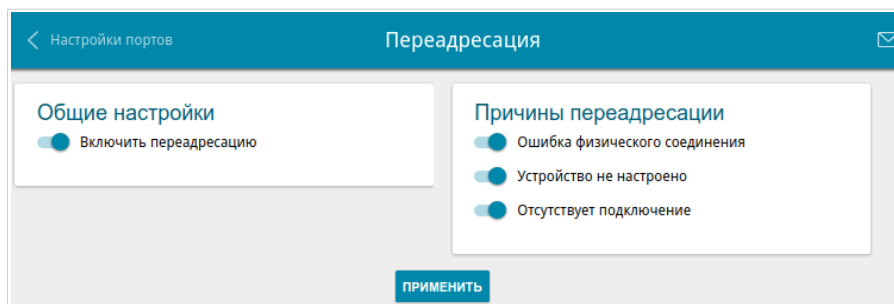 Настройки портов
Переадресация
Общие настройки
Включить переадресацию
Причины переадресации
Ошибка физического соединения
Устройство не настроено
Отсутствует подключение
ПРИМЕНИТЬ